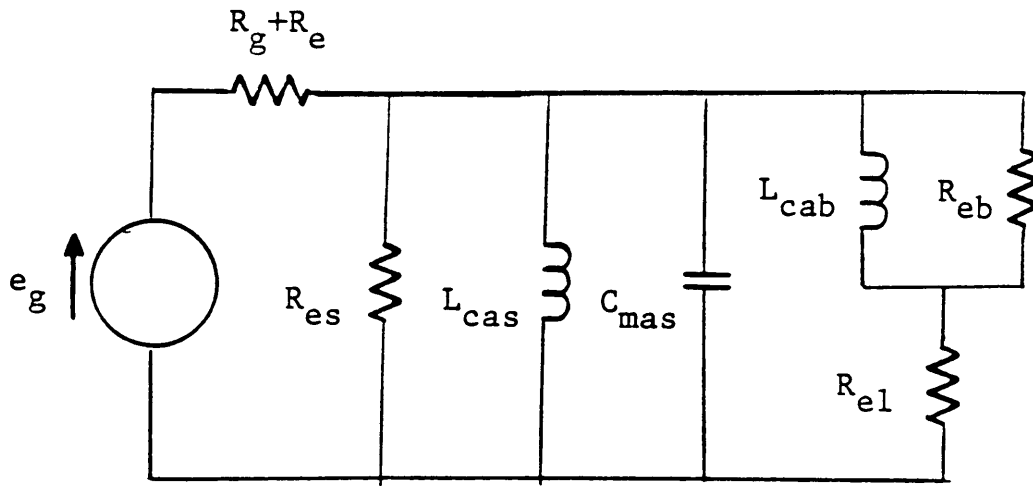 R_g+R_e
L_cab
R_eb
e_g
R_es
L_cas
C_mas
R_el